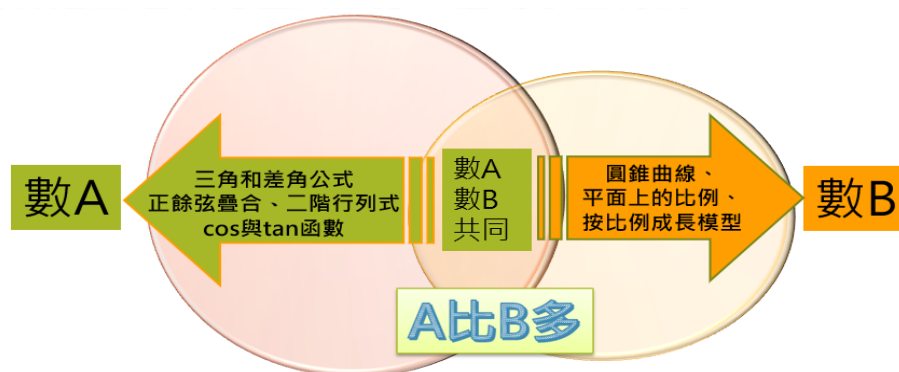 數A
三角和差角公式
正餘弦疊合、二階行列式
cos與tan函數
數A
數B
共同
圓錐曲線、
平面上的比例、
按比例成長模型
數B
A比B多